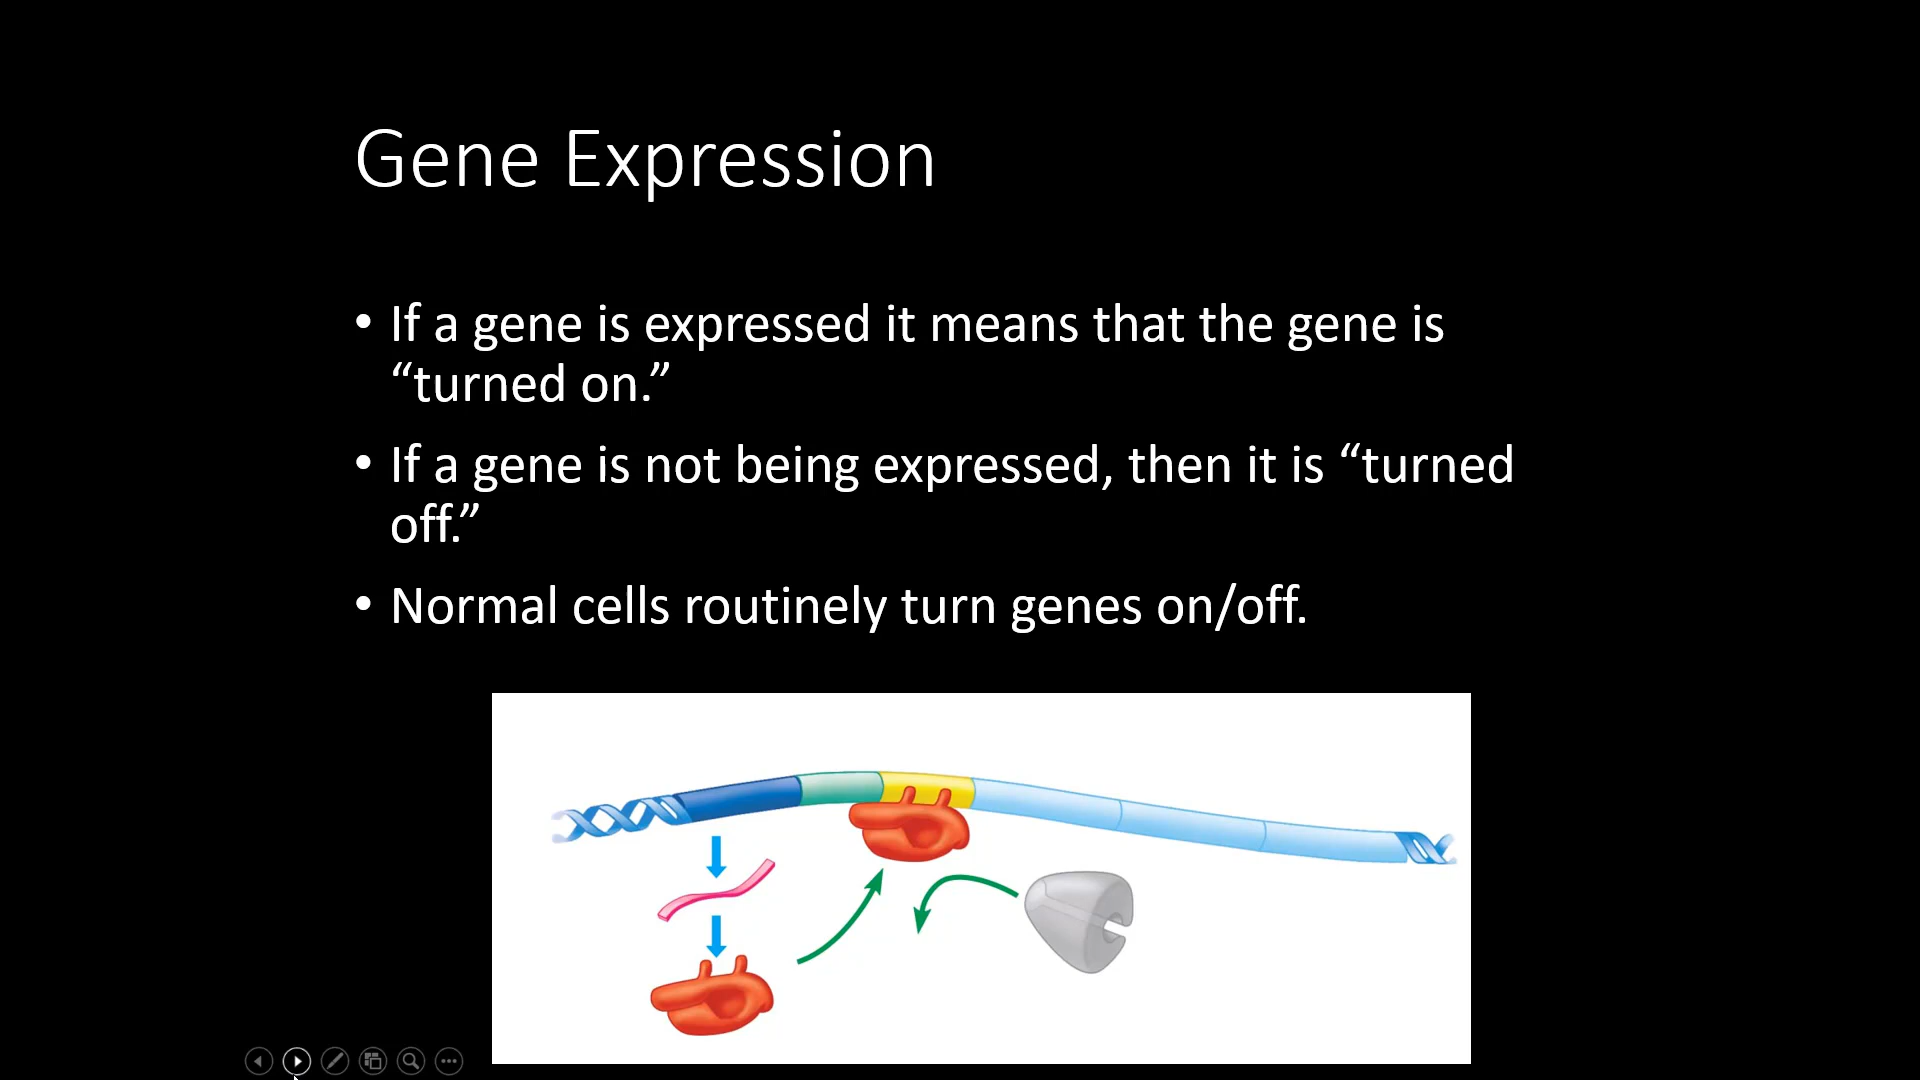 Gene Expression
• If a gene is expressed it means that the gene is
“turned on.”
• If a gene is not being expressed, then it is “turned
off.”
• Normal cells routinely turn genes on/off.